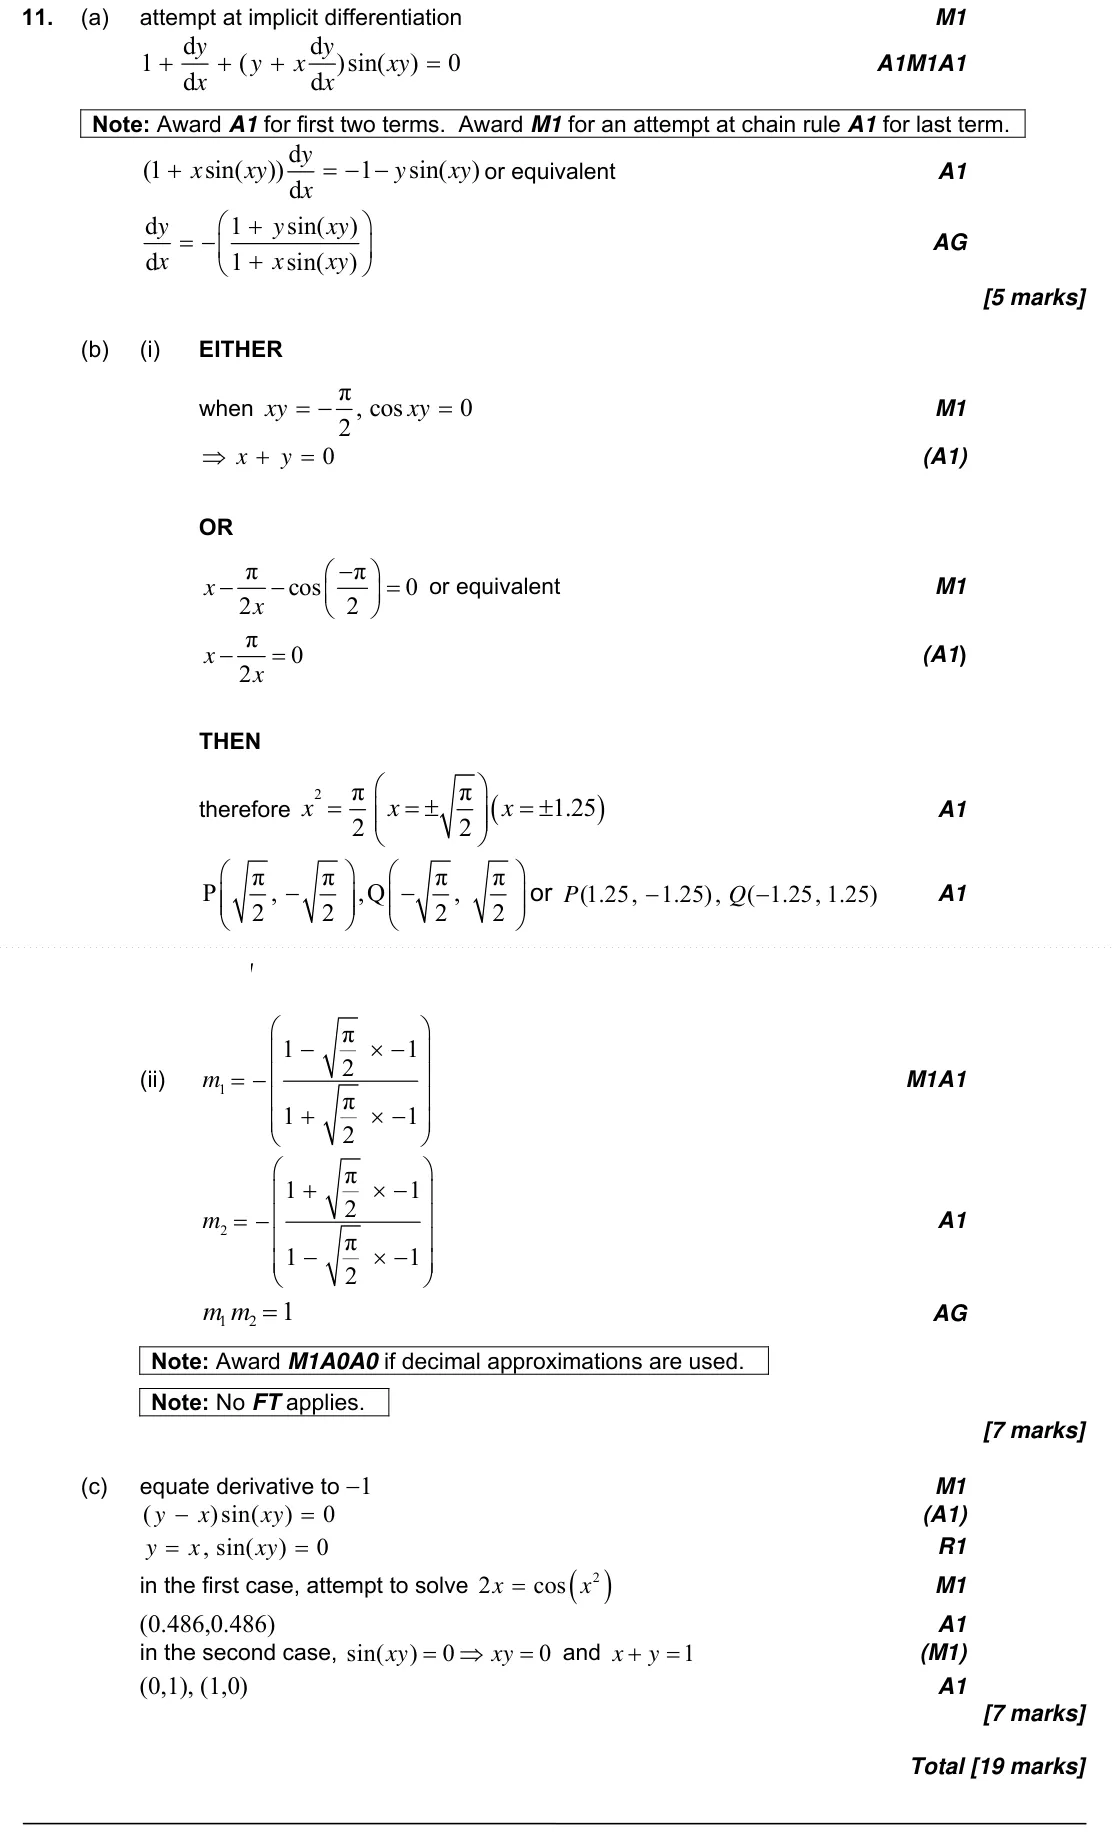 11. (a) attempt at implicit differentiation M1
1 + dy/dx + (y + x dy/dx) sin(xy) = 0 A1M1A1
Note: Award A1 for first two terms. Award M1 for an attempt at chain rule A1 for last term.
(1 + x sin(xy)) dy/dx = −1 − y sin(xy) or equivalent A1
dy/dx = −((1 + y sin(xy))/(1 + x sin(xy))) AG
[5 marks]
(b) (i) EITHER
when xy = −π/2, cos xy = 0 M1
⇒ x + y = 0 (A1)
OR
x − π/2x − cos(−π/2) = 0 or equivalent M1
x − π/2x = 0 (A1)
THEN
therefore x² = π/2 (x = ±√(π/2)) (x = ±1.25) A1
P(√(π/2), −√(π/2)), Q(−√(π/2), √(π/2)) or P(1.25, −1.25), Q(−1.25, 1.25) A1
(ii) m₁ = −((1 − √(π/2) × −1)/(1 + √(π/2) × −1)) M1A1
m₂ = −((1 + √(π/2) × −1)/(1 − √(π/2) × −1)) A1
m₁ m₂ = 1 AG
Note: Award M1A0A0 if decimal approximations are used.
Note: No FT applies.
[7 marks]
(c) equate derivative to −1 M1
(y − x) sin(xy) = 0 (A1)
y = x, sin(xy) = 0 R1
in the first case, attempt to solve 2x = cos(x²) M1
(0.486,0.486) A1
in the second case, sin(xy) = 0 ⇒ xy = 0 and x + y = 1 (M1)
(0,1), (1,0) A1
[7 marks]
Total [19 marks]